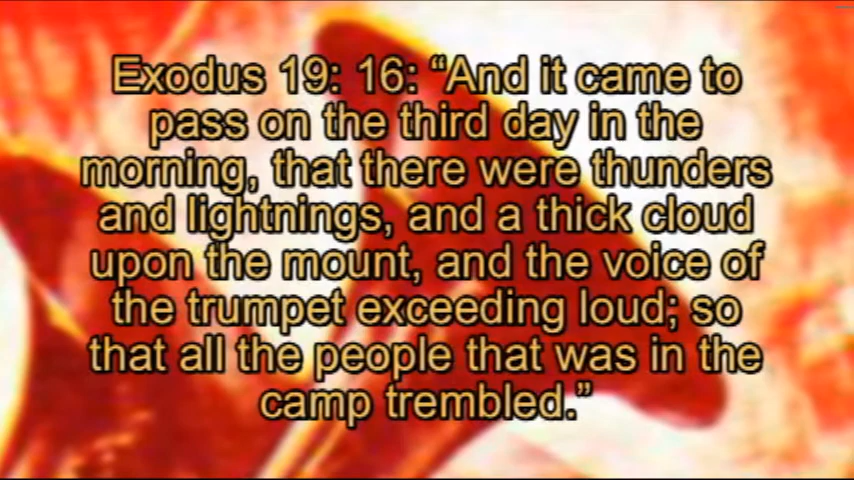 Exodus 19: 16: “And it came to
pass on the third day in the
morning, that there were thunders
and lightnings, and a thick cloud
upon the mount, and the voice of
the trumpet exceeding loud; so
that all the people that was in the
camp trembled.”